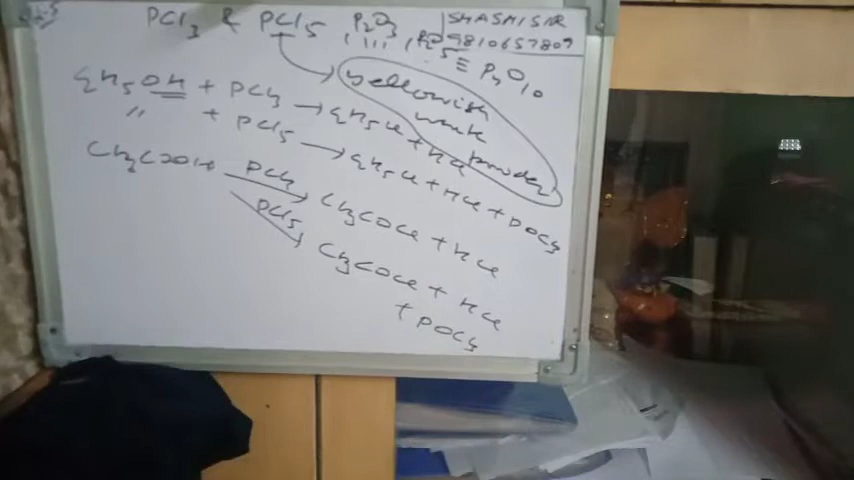 PCl3 & PCl5 P2O3, P2O5 ≡ P4O10
SHASHI SIR
9810657809
yellowish
white
powder
C2H5OH + PCl3 → C2H5Cl + HCl
〃 + PCl5 → C2H5Cl + HCl + POCl3
CH3COOH PCl3 → CH3COCl + HCl
PCl5 → CH3COCl + HCl
+ POCl3